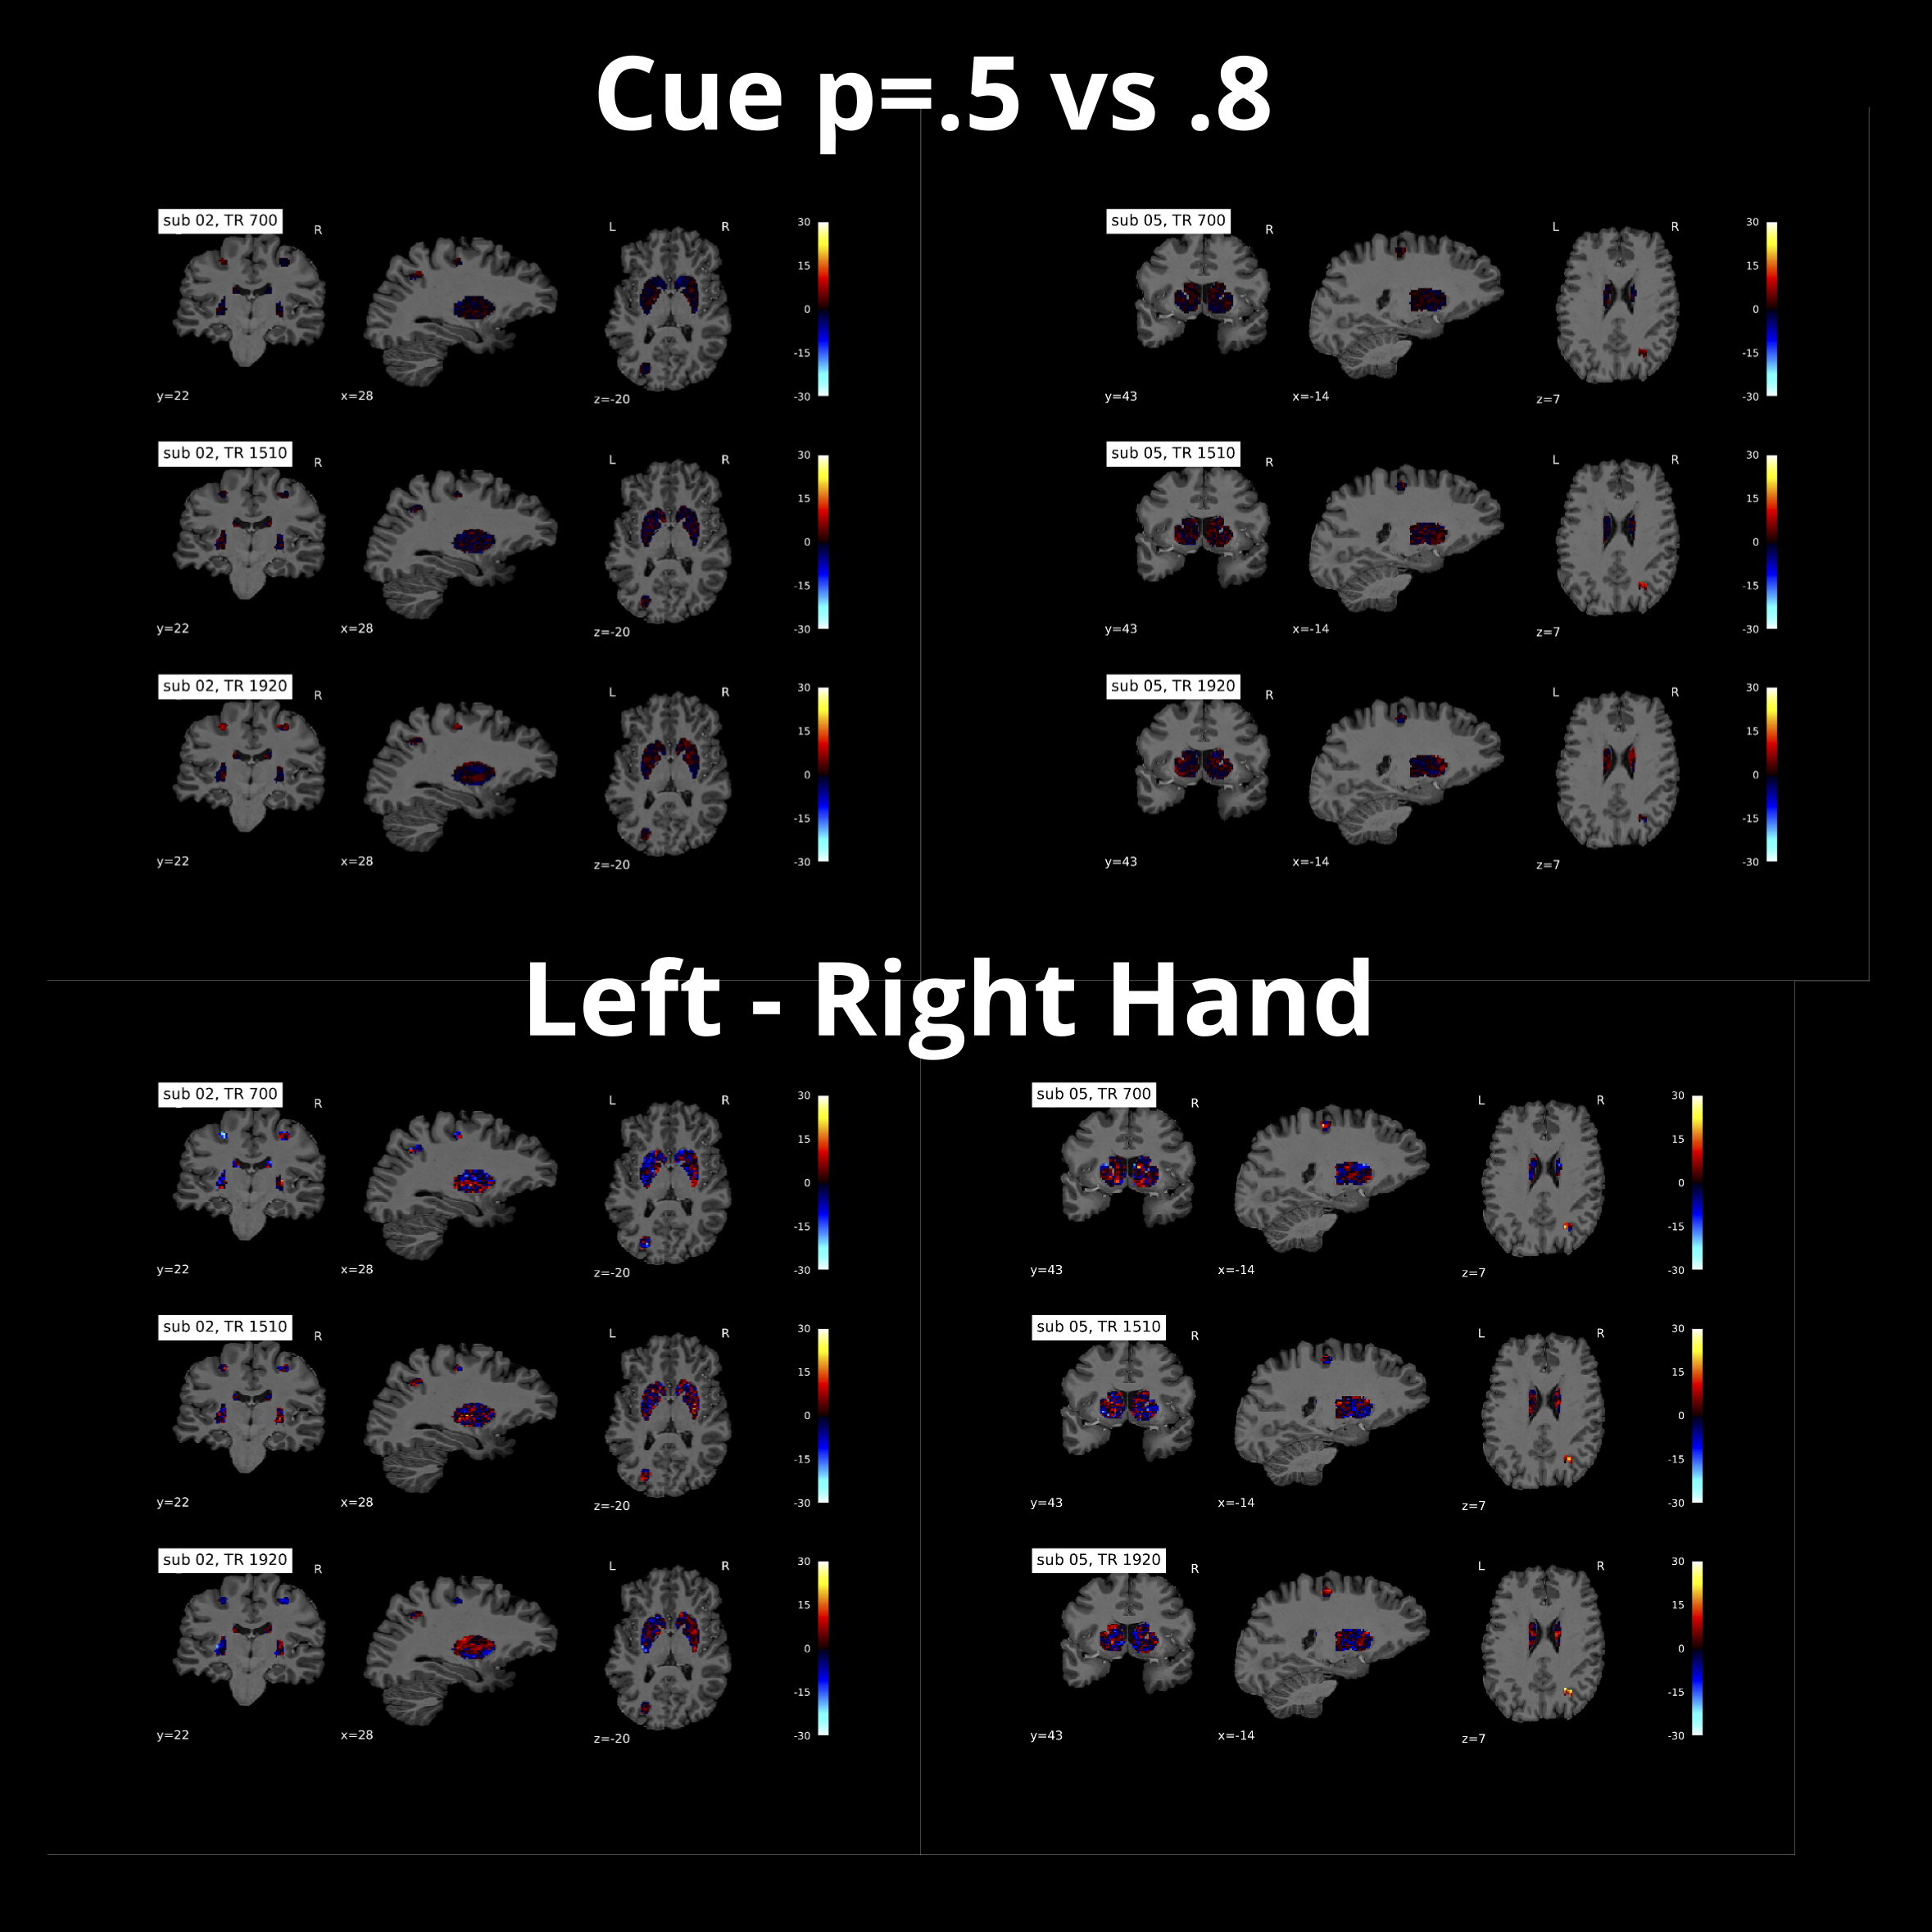 Cue p=.5 vs .8
sub 02, TR 700
R
L R
30
15
0
-15
-30
y=22 x=28 z=-20
sub 05, TR 700
R
L R
30
15
0
-15
-30
y=43 x=-14 z=7
sub 02, TR 1510
R
L R
30
15
0
-15
-30
y=22 x=28 z=-20
sub 05, TR 1510
R
L R
30
15
0
-15
-30
y=43 x=-14 z=7
sub 02, TR 1920
R
L R
30
15
0
-15
-30
y=22 x=28 z=-20
sub 05, TR 1920
R
L R
30
15
0
-15
-30
y=43 x=-14 z=7
Left - Right Hand
sub 02, TR 700
R
L R
30
15
0
-15
-30
y=22 x=28 z=-20
sub 05, TR 700
R
L R
30
15
0
-15
-30
y=43 x=-14 z=7
sub 02, TR 1510
R
L R
30
15
0
-15
-30
y=22 x=28 z=-20
sub 05, TR 1510
R
L R
30
15
0
-15
-30
y=43 x=-14 z=7
sub 02, TR 1920
R
L R
30
15
0
-15
-30
y=22 x=28 z=-20
sub 05, TR 1920
R
L R
30
15
0
-15
-30
y=43 x=-14 z=7